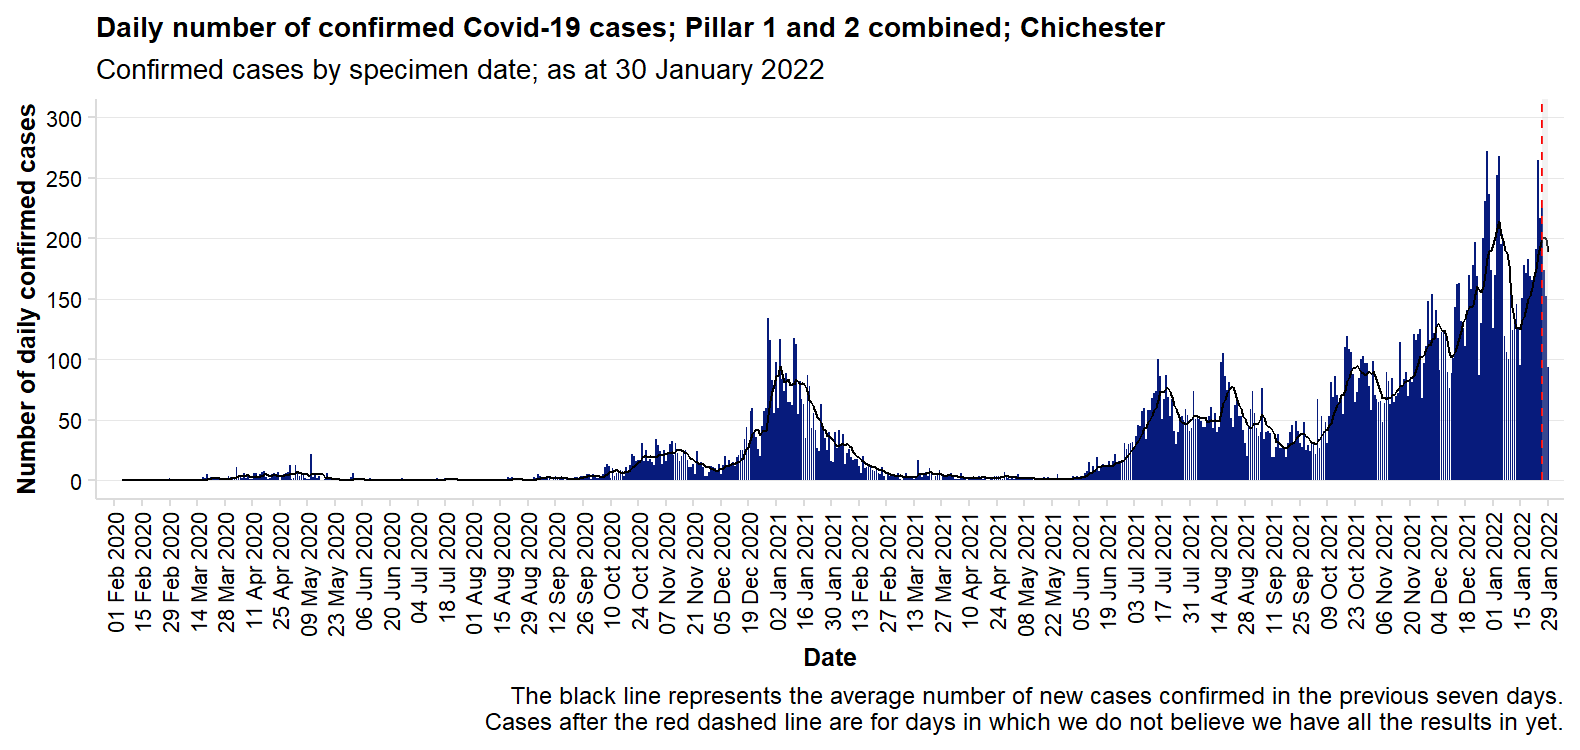 Daily number of confirmed Covid-19 cases; Pillar 1 and 2 combined; Chichester
Confirmed cases by specimen date; as at 30 January 2022
Number of daily confirmed cases
300
250
200
150
100
50
0
01 Feb 2020
15 Feb 2020
29 Feb 2020
14 Mar 2020
28 Mar 2020
11 Apr 2020
25 Apr 2020
09 May 2020
23 May 2020
06 Jun 2020
20 Jun 2020
04 Jul 2020
18 Jul 2020
01 Aug 2020
15 Aug 2020
29 Aug 2020
12 Sep 2020
26 Sep 2020
10 Oct 2020
24 Oct 2020
07 Nov 2020
21 Nov 2020
05 Dec 2020
19 Dec 2020
02 Jan 2021
16 Jan 2021
30 Jan 2021
13 Feb 2021
27 Feb 2021
13 Mar 2021
27 Mar 2021
10 Apr 2021
24 Apr 2021
08 May 2021
22 May 2021
05 Jun 2021
19 Jun 2021
03 Jul 2021
17 Jul 2021
31 Jul 2021
14 Aug 2021
28 Aug 2021
11 Sep 2021
25 Sep 2021
09 Oct 2021
23 Oct 2021
06 Nov 2021
20 Nov 2021
04 Dec 2021
18 Dec 2021
01 Jan 2022
15 Jan 2022
29 Jan 2022
Date
The black line represents the average number of new cases confirmed in the previous seven days.
Cases after the red dashed line are for days in which we do not believe we have all the results in yet.